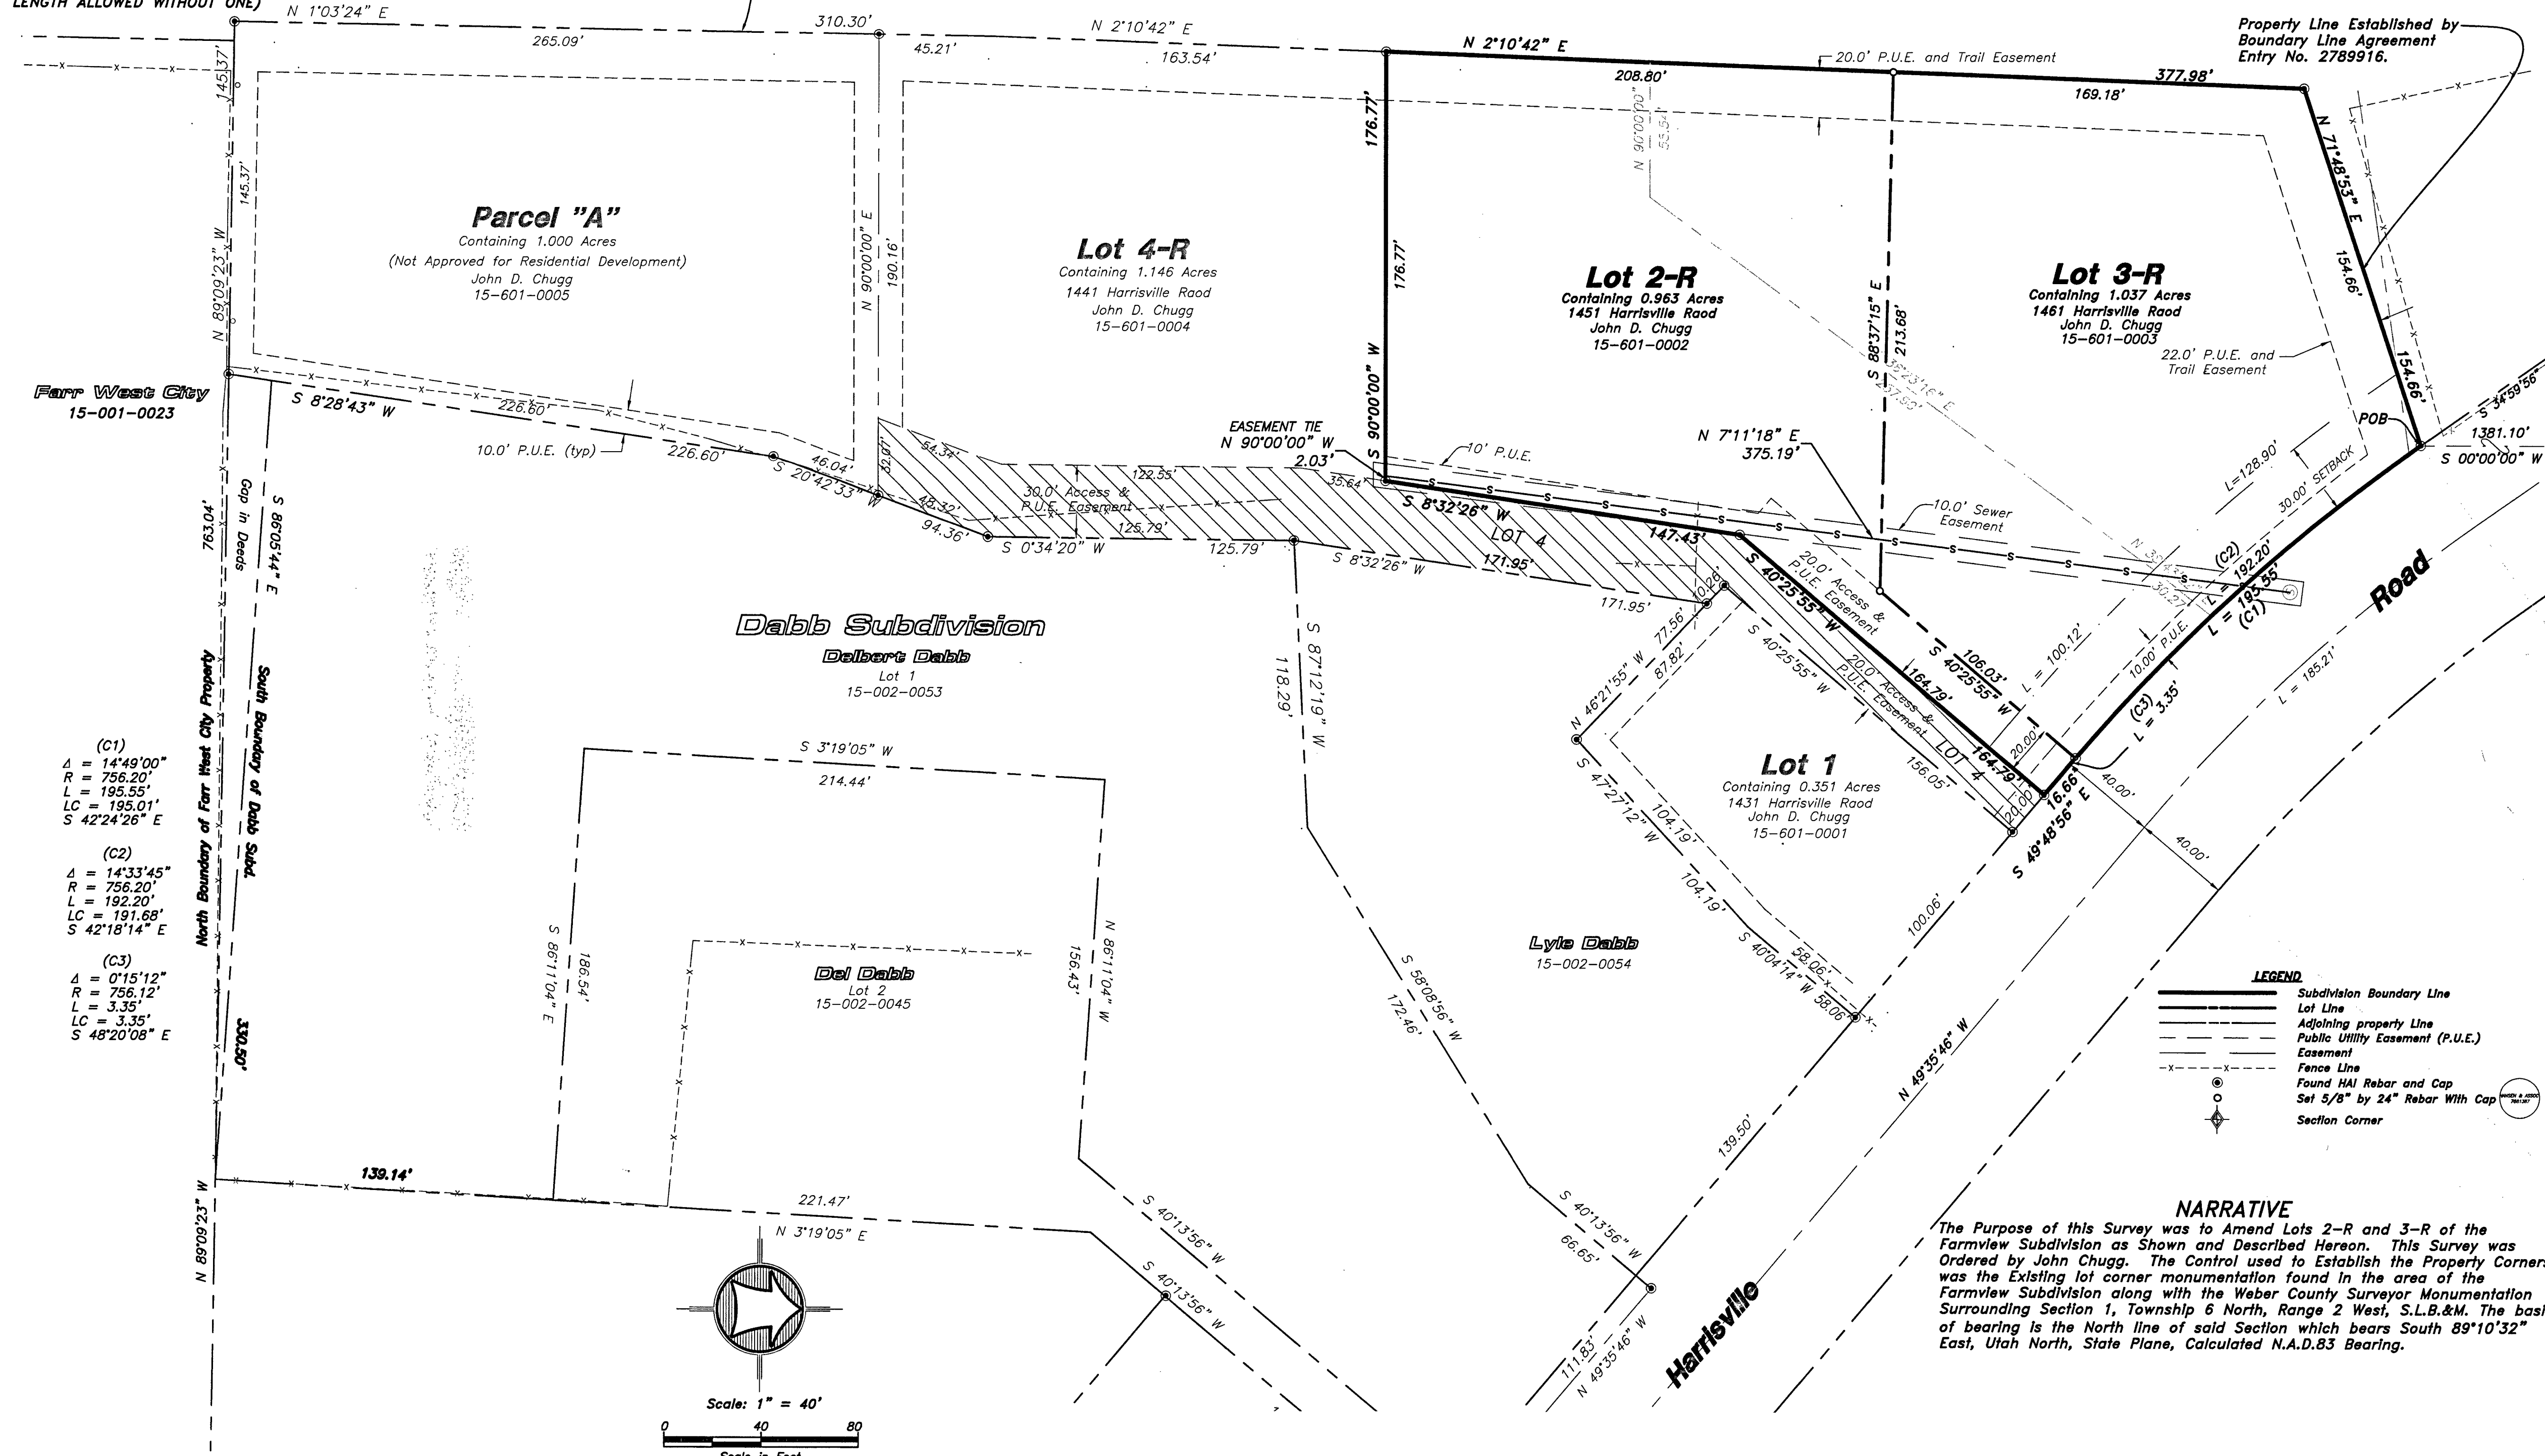 LENGTH ALLOWED WITHOUT ONE)
N 1°03'24" E
265.09'
310.30'
45.21'
N 2°10'42" E
163.54'
N 2°10'42" E
208.80'
20.0' P.U.E. and Trail Easement
377.98'
169.18'
Property Line Established by
Boundary Line Agreement
Entry No. 2789916.
145.37'
145.37'
N 89°09'23" W
Parcel "A"
Containing 1.000 Acres
(Not Approved for Residential Development)
John D. Chugg
15-601-0005
N 90°00'00" E
190.16'
Lot 4-R
Containing 1.146 Acres
1441 Harrisville Raod
John D. Chugg
15-601-0004
176.77'
176.77'
S 90°00'00" W
N 90°00'00"
55.54'
Lot 2-R
Containing 0.963 Acres
1451 Harrisville Raod
John D. Chugg
15-601-0002
S 88°37'15" E
213.68'
Lot 3-R
Containing 1.037 Acres
1461 Harrisville Raod
John D. Chugg
15-601-0003
N 71°48'53" E
154.66'
154.66'
22.0' P.U.E. and
Trail Easement
POB
S 34°59'56"
1381.10'
S 00°00'00" W
Farr West City
15-001-0023
S 8°28'43" W
226.60'
226.60'
10.0' P.U.E. (typ)
46.04'
S 20°42'33" W
32.01'
54.34'
48.32'
94.36'
122.55'
30.0' Access &
P.U.E. Easement
S 0°34'20" W
125.79'
125.79'
35.64'
EASEMENT TIE
N 90°00'00" W
2.03'
10' P.U.E.
N 7°11'18" E
375.19'
10.0' Sewer
Easement
S 8°32'26" W
147.43'
LOT 4
S 8°32'26" W
171.95'
171.95'
L=128.90'
30.00' SETBACK
(C2)
L = 192.20'
L = 195.55'
(C1)
30.27
10.00' P.U.E.
L = 100.12'
(C3)
L = 3.35'
L = 185.21'
Road
20.0' Access &
P.U.E. Easement
S 40°25'55" W
164.79'
164.79'
106.03'
S 40°25'55" W
20.0' Access &
P.U.E. Easement
LOT 4
S 40°25'55" W
156.05'
20.00'
20.00'
16.66'
S 49°48'56" E
40.00'
40.00'
77.56'
87.82'
N 46°21'55" W
Lot 1
Containing 0.351 Acres
1431 Harrisville Raod
John D. Chugg
15-601-0001
S 47°27'12" W
104.19'
104.19'
S 40°04'14" W
58.06'
58.06'
100.06'
139.50'
763.04'
Gap in Deeds
S 86°05'44" E
North Boundary of Farr West City Property
South Boundary of Dabb Subd.
330.50'
Dabb Subdivision
Delbert Dabb
Lot 1
15-002-0053
S 87°12'19" W
118.29'
S 3°19'05" W
214.44'
S 86°11'04" E
186.54'
Del Dabb
Lot 2
15-002-0045
N 86°11'04" W
156.43'
Lyle Dabb
15-002-0054
S 58°08'56" W
172.46'
(C1)
Δ = 14°49'00"
R = 756.20'
L = 195.55'
LC = 195.01'
S 42°24'26" E
(C2)
Δ = 14°33'45"
R = 756.20'
L = 192.20'
LC = 191.68'
S 42°18'14" E
(C3)
Δ = 0°15'12"
R = 756.12'
L = 3.35'
LC = 3.35'
S 48°20'08" E
139.14'
N 89°09'23" W
221.47'
N 3°19'05" E
S 40°13'56" W
S 40°13'56" W
S 40°13'56" W
66.65'
111.83'
N 49°35'46" W
N 49°35'46" W
Harrisville
LEGEND
Subdivision Boundary Line
Lot Line
Adjoining property Line
Public Utility Easement (P.U.E.)
Easement
Fence Line
Found HAI Rebar and Cap
Set 5/8" by 24" Rebar With Cap
Section Corner
NARRATIVE
The Purpose of this Survey was to Amend Lots 2-R and 3-R of the
Farmview Subdivision as Shown and Described Hereon. This Survey was
Ordered by John Chugg. The Control used to Establish the Property Corners
was the Existing lot corner monumentation found in the area of the
Farmview Subdivision along with the Weber County Surveyor Monumentation
Surrounding Section 1, Township 6 North, Range 2 West, S.L.B.&M. The basi
of bearing is the North line of said Section which bears South 89°10'32"
East, Utah North, State Plane, Calculated N.A.D.83 Bearing.
Scale: 1" = 40'
0 40 80
Scale in Feet